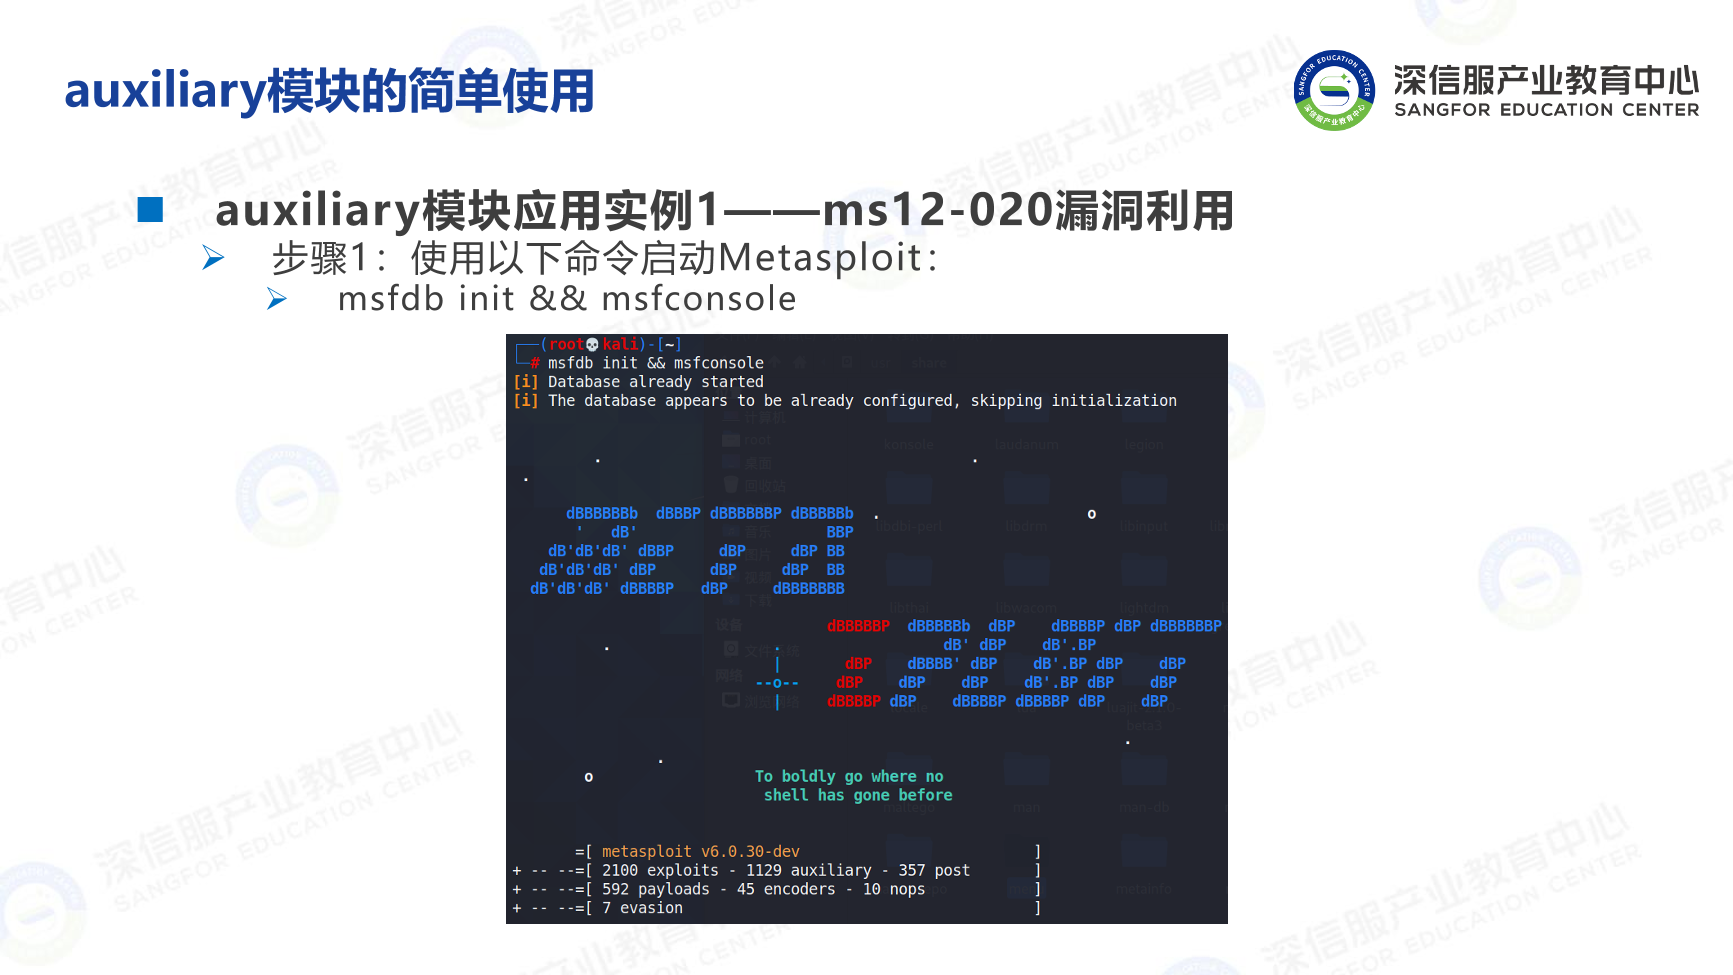 auxiliary模块的简单使用
深信服产业教育中心
SANGFOR EDUCATION CENTER
auxiliary模块应用实例1——ms12-020漏洞利用
步骤1：使用以下命令启动Metasploit：
msfdb init && msfconsole
(root💀kali)-[~]
# msfdb init && msfconsole
[i] Database already started
[i] The database appears to be already configured, skipping initialization
dBBBBBBb  dBBBP dBBBBBBP dBBBBBb  .                       o
'   dB'                     BBP
dB'dB'dB' dBBP     dBP     dBP BB
dB'dB'dB' dBP      dBP     dBP  BB
dB'dB'dB' dBBBBP   dBP     dBBBBBBB
dBBBBBP  dBBBBBb  dBP    dBBBBP dBP dBBBBBBP
.                  dB' dBP    dB'.BP
|       dBP    dBBBB' dBP    dB'.BP dBP    dBP
--o--    dBP    dBP    dBP    dB'.BP dBP    dBP
|     dBBBBP dBP    dBBBBP dBBBBP dBP    dBP
o                  To boldly go where no
shell has gone before
=[ metasploit v6.0.30-dev                          ]
+ -- --=[ 2100 exploits - 1129 auxiliary - 357 post       ]
+ -- --=[ 592 payloads - 45 encoders - 10 nops            ]
+ -- --=[ 7 evasion                                       ]